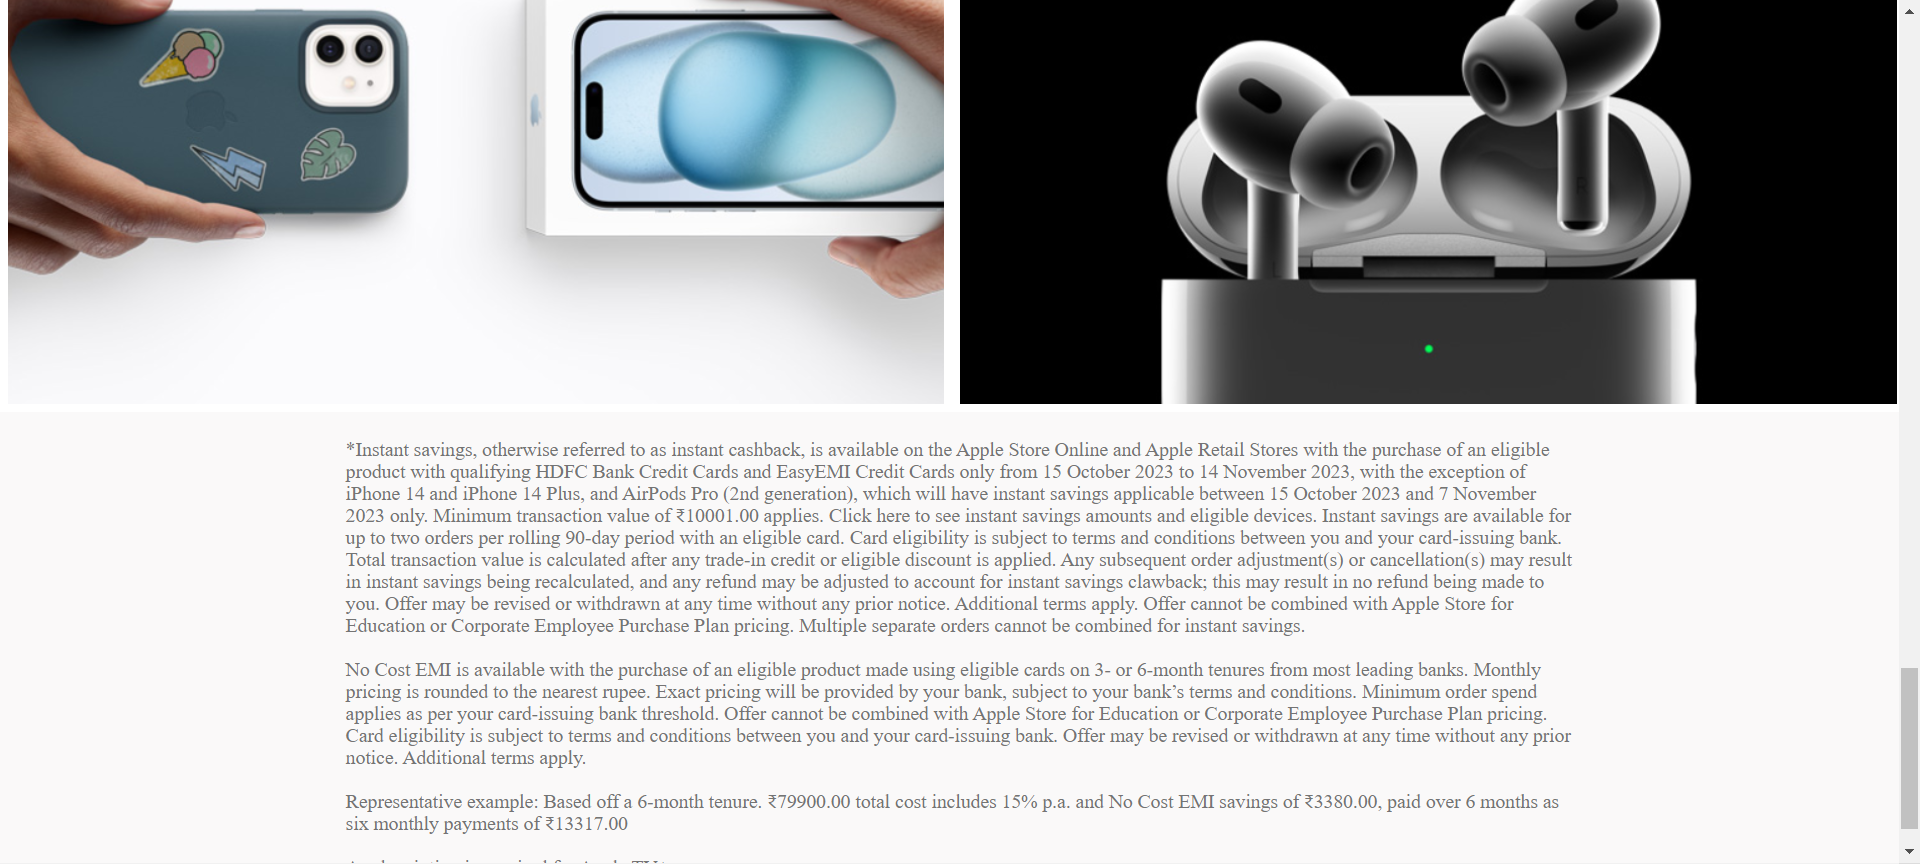 *Instant savings, otherwise referred to as instant cashback, is available on the Apple Store Online and Apple Retail Stores with the purchase of an eligible
product with qualifying HDFC Bank Credit Cards and EasyEMI Credit Cards only from 15 October 2023 to 14 November 2023, with the exception of
iPhone 14 and iPhone 14 Plus, and AirPods Pro (2nd generation), which will have instant savings applicable between 15 October 2023 and 7 November
2023 only. Minimum transaction value of ₹10001.00 applies. Click here to see instant savings amounts and eligible devices. Instant savings are available for
up to two orders per rolling 90-day period with an eligible card. Card eligibility is subject to terms and conditions between you and your card-issuing bank.
Total transaction value is calculated after any trade-in credit or eligible discount is applied. Any subsequent order adjustment(s) or cancellation(s) may result
in instant savings being recalculated, and any refund may be adjusted to account for instant savings clawback; this may result in no refund being made to
you. Offer may be revised or withdrawn at any time without any prior notice. Additional terms apply. Offer cannot be combined with Apple Store for
Education or Corporate Employee Purchase Plan pricing. Multiple separate orders cannot be combined for instant savings.
No Cost EMI is available with the purchase of an eligible product made using eligible cards on 3- or 6-month tenures from most leading banks. Monthly
pricing is rounded to the nearest rupee. Exact pricing will be provided by your bank, subject to your bank’s terms and conditions. Minimum order spend
applies as per your card-issuing bank threshold. Offer cannot be combined with Apple Store for Education or Corporate Employee Purchase Plan pricing.
Card eligibility is subject to terms and conditions between you and your card-issuing bank. Offer may be revised or withdrawn at any time without any prior
notice. Additional terms apply.
Representative example: Based off a 6-month tenure. ₹79900.00 total cost includes 15% p.a. and No Cost EMI savings of ₹3380.00, paid over 6 months as
six monthly payments of ₹13317.00